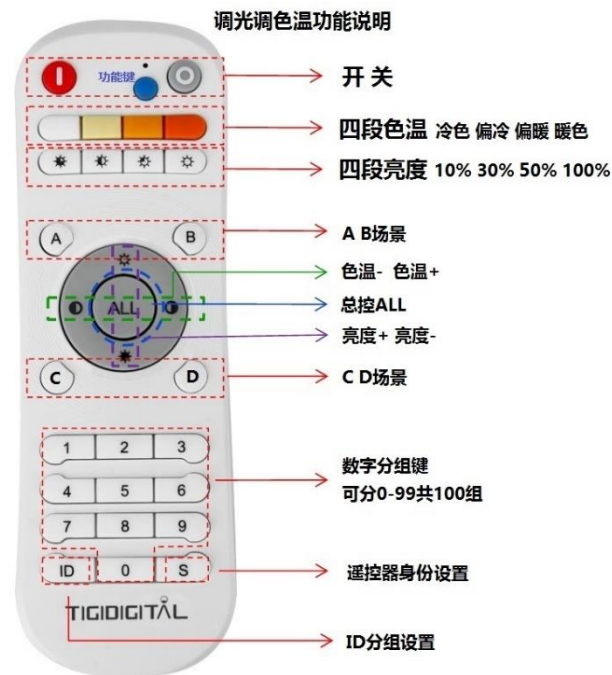 调光调色温功能说明
功能键
开 关
四段色温 冷色 偏冷 偏暖 暖色
四段亮度 10% 30% 50% 100%
A B
A B场景
色温- 色温+
ALL
总控ALL
亮度+ 亮度-
C D
C D场景
1 2 3
4 5 6
7 8 9
数字分组键
可分0-99共100组
ID 0 S
遥控器身份设置
TIGIDIGITAL
ID分组设置